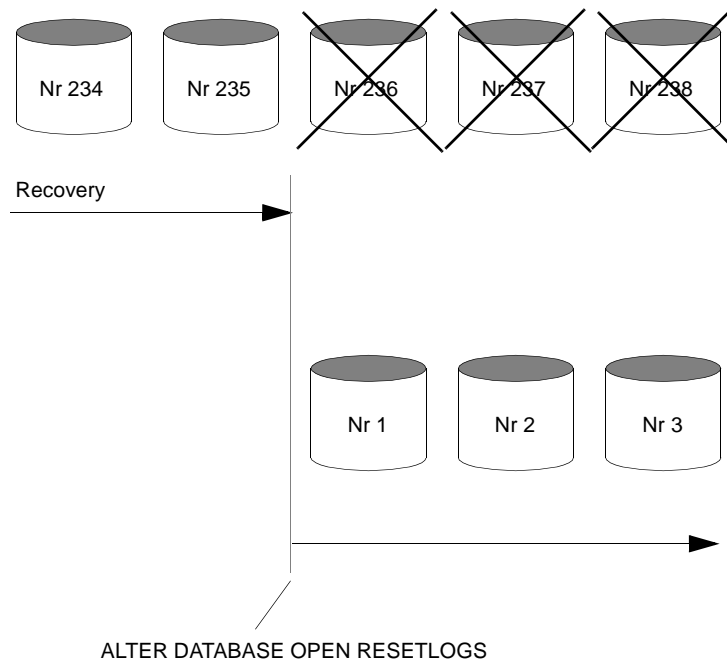 Nr 234
Nr 235
Nr 236
Nr 237
Nr 238
Recovery
Nr 1
Nr 2
Nr 3
ALTER DATABASE OPEN RESETLOGS